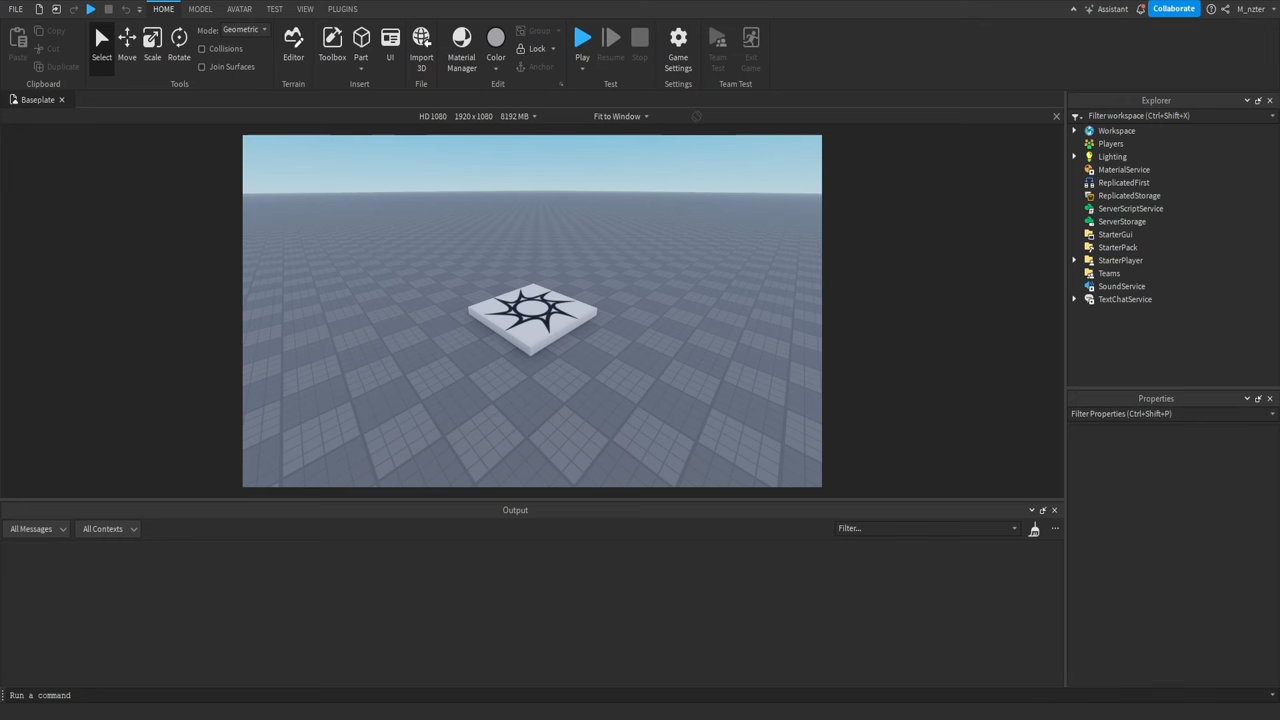 FILE HOME MODEL AVATAR TEST VIEW PLUGINS Assistant Collaborate M_nzter
Copy Mode: Geometric Group
Cut Collisions Lock
Paste Duplicate Select Move Scale Rotate Join Surfaces Editor Toolbox Part UI Import 3D Material Manager Color Anchor Play Resume Stop Game Settings Team Test Exit Game
Clipboard Tools Terrain Insert File Edit Test Settings Team Test
Baseplate
HD 1080 1920 x 1080 8192 MB Fit to Window
Explorer
Filter workspace (Ctrl+Shift+X)
Workspace
Players
Lighting
MaterialService
ReplicatedFirst
ReplicatedStorage
ServerScriptService
ServerStorage
StarterGui
StarterPack
StarterPlayer
Teams
SoundService
TextChatService
Properties
Filter Properties (Ctrl+Shift+P)
Output
All Messages All Contexts Filter...
Run a command